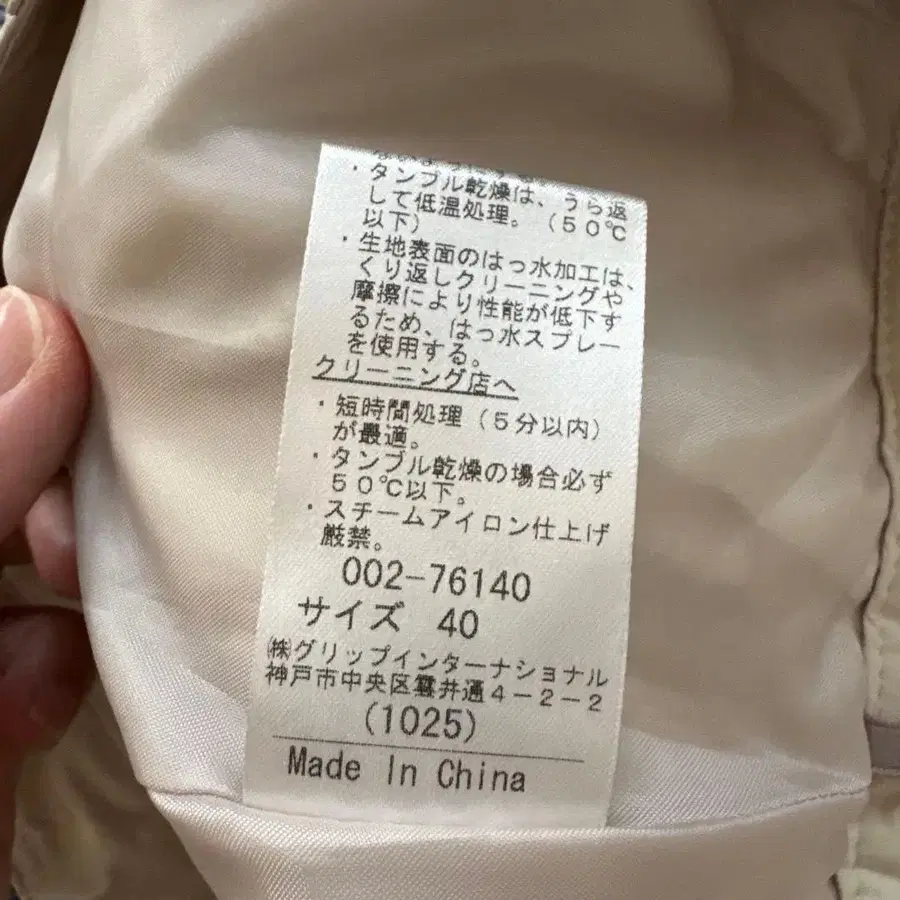 ・タンブル乾燥は、うら返
して低温処理。（５０℃
以下）
・生地表面のはっ水加工は、
くり返しクリーニングや
摩擦により性能が低下す
るため、はっ水スプレー
を使用する。
クリーニング店へ
・短時間処理（５分以内）
が最適。
・タンブル乾燥の場合必ず
５０℃以下。
・スチームアイロン仕上げ
厳禁。
002-76140
サイズ 40
㈱グリップインターナショナル
神戸市中央区雲井通４－２－２
(1025)
Made In China